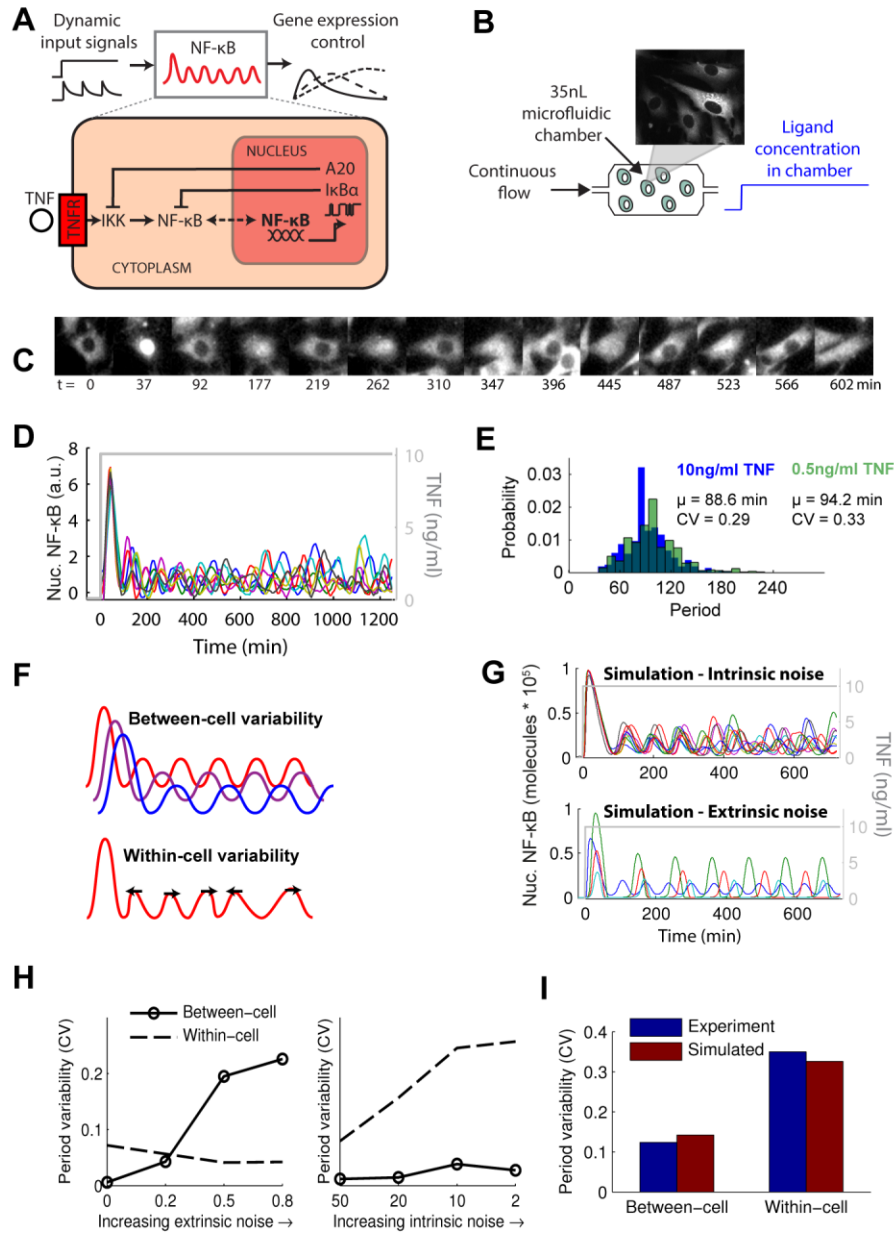 A
Dynamic
input signals
NF-κB
Gene expression
control
NUCLEUS
A20
IκBα
TNF
TNFR
IKK
NF-κB
NF-κB
CYTOPLASM
B
35nL
microfluidic
chamber
Continuous
flow
Ligand
concentration
in chamber
C
t = 0 37 92 177 219 262 310 347 396 445 487 523 566 602 min
D
Nuc. NF-κB (a.u.)
8
6
4
2
0
10
5
0
TNF (ng/ml)
0 200 400 600 800 1000 1200
Time (min)
E
10ng/ml TNF 0.5ng/ml TNF
μ = 88.6 min μ = 94.2 min
CV = 0.29 CV = 0.33
Probability
0.03
0.02
0.01
0
0 60 120 180 240
Period
F
Between-cell variability
Within-cell variability
G
Nuc. NF-κB (molecules * 10⁵)
Simulation - Intrinsic noise
1
0.5
0
10
5
0
0 200 400 600
Simulation - Extrinsic noise
1
0.5
0
10
5
0
0 200 400 600
Time (min)
TNF (ng/ml)
H
Period variability (CV)
Between-cell
Within-cell
0.2
0.1
0
0 0.2 0.5 0.8
Increasing extrinsic noise →
Period variability (CV)
50 20 10 2
Increasing intrinsic noise →
I
Period variability (CV)
Experiment
Simulated
0.4
0.3
0.2
0.1
0
Between-cell Within-cell